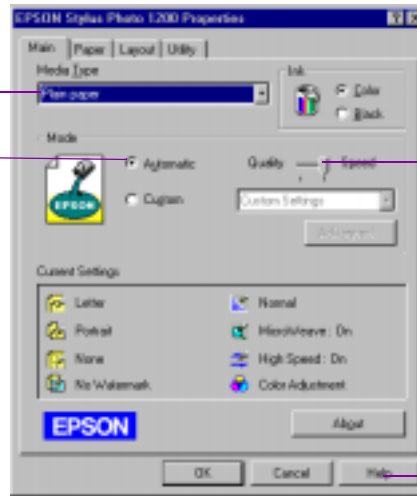 EPSON Stylus Photo 1200 Properties
Main Paper Layout Utility
Media Type
Plain paper
Ink
Color
Black
Mode
EPSON
Automatic
Custom
Quality Speed
Custom Settings
Advanced...
Current Settings
Letter
Portrait
None
No Watermark
Normal
MicroWeave : On
High Speed : On
Color Adjustment
EPSON
About
OK Cancel Help